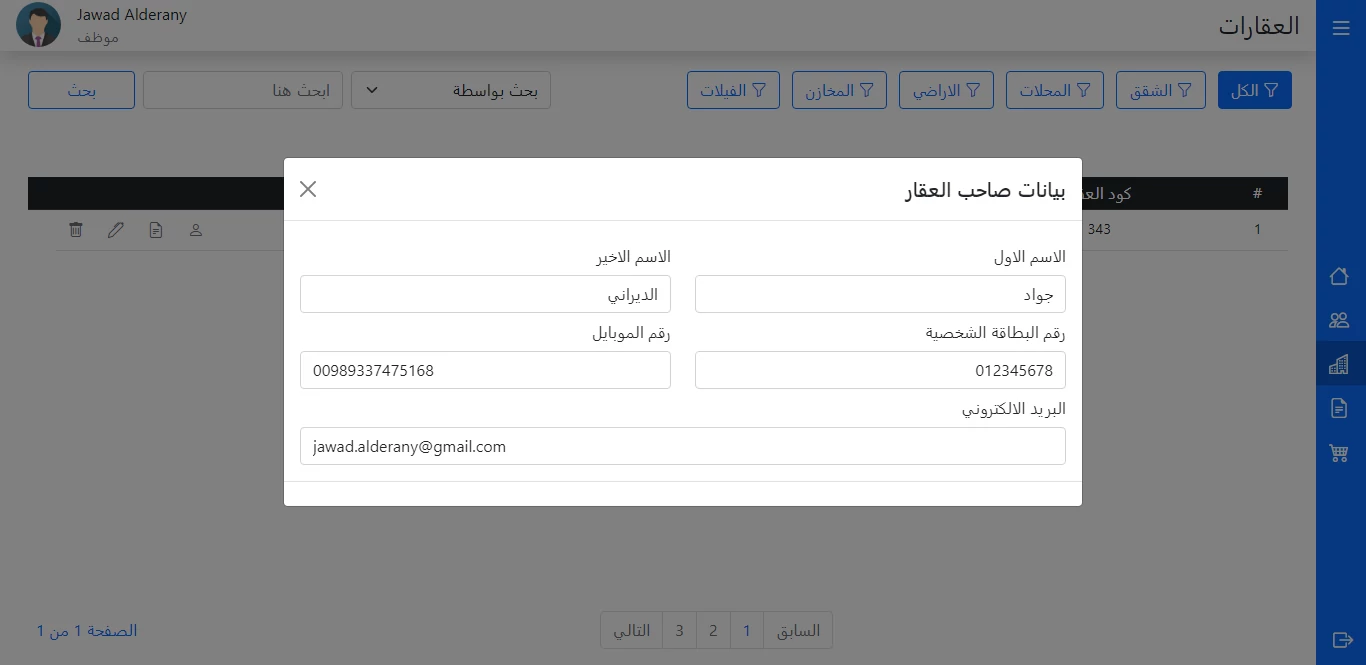 العقارات
Jawad Alderany
موظف
الكل
الشقق
المحلات
الاراضي
المخازن
الفيلات
بحث بواسطة
ابحث هنا
بحث
#
كود
1
343
بيانات صاحب العقار
الاسم الاول
الاسم الاخير
جواد
الديراني
رقم البطاقة الشخصية
رقم الموبايل
012345678
00989337475168
البريد الالكتروني
jawad.alderany@gmail.com
السابق
1
2
3
التالي
الصفحة 1 من 1